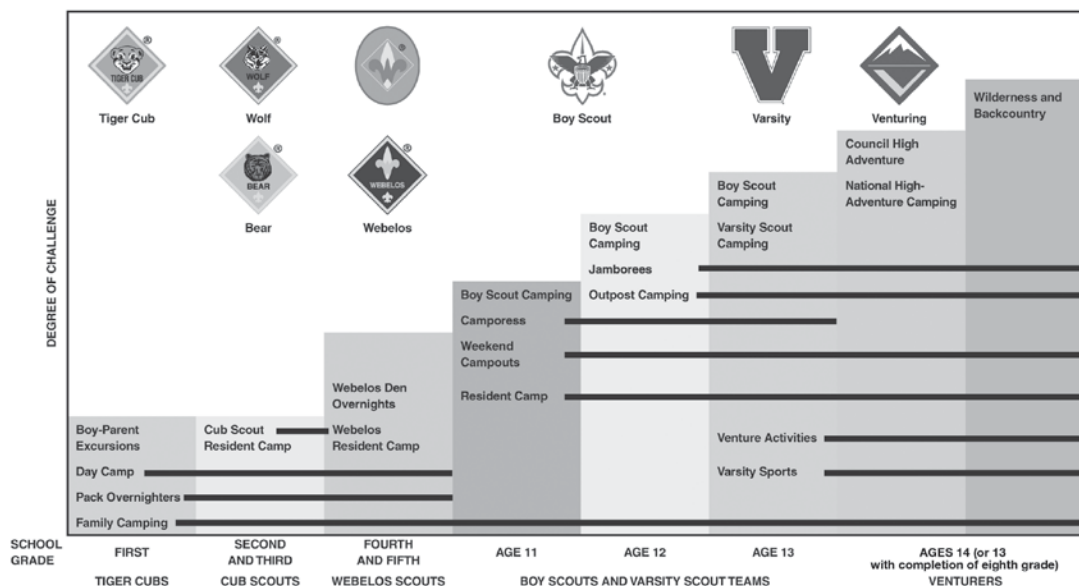 TIGER CUB
®
Tiger Cub
WOLF
®
Wolf
®
BEAR
®
Bear
WEBELOS
®
Webelos
Boy Scout
Varsity
Venturing
DEGREE OF CHALLENGE
Wilderness and
Backcountry
Council High
Adventure
National High-
Adventure Camping
Boy Scout
Camping
Varsity Scout
Camping
Boy Scout
Camping
Jamborees
Outpost Camping
Boy Scout Camping
Camporess
Weekend
Campouts
Resident Camp
Webelos Den
Overnights
Webelos
Resident Camp
Cub Scout
Resident Camp
Boy-Parent
Excursions
Day Camp
Pack Overnighters
Family Camping
Venture Activities
Varsity Sports
SCHOOL
GRADE
FIRST
SECOND
AND THIRD
FOURTH
AND FIFTH
AGE 11
AGE 12
AGE 13
AGES 14 (or 13
with completion of eighth grade)
TIGER CUBS
CUB SCOUTS
WEBELOS SCOUTS
BOY SCOUTS AND VARSITY SCOUT TEAMS
VENTURERS